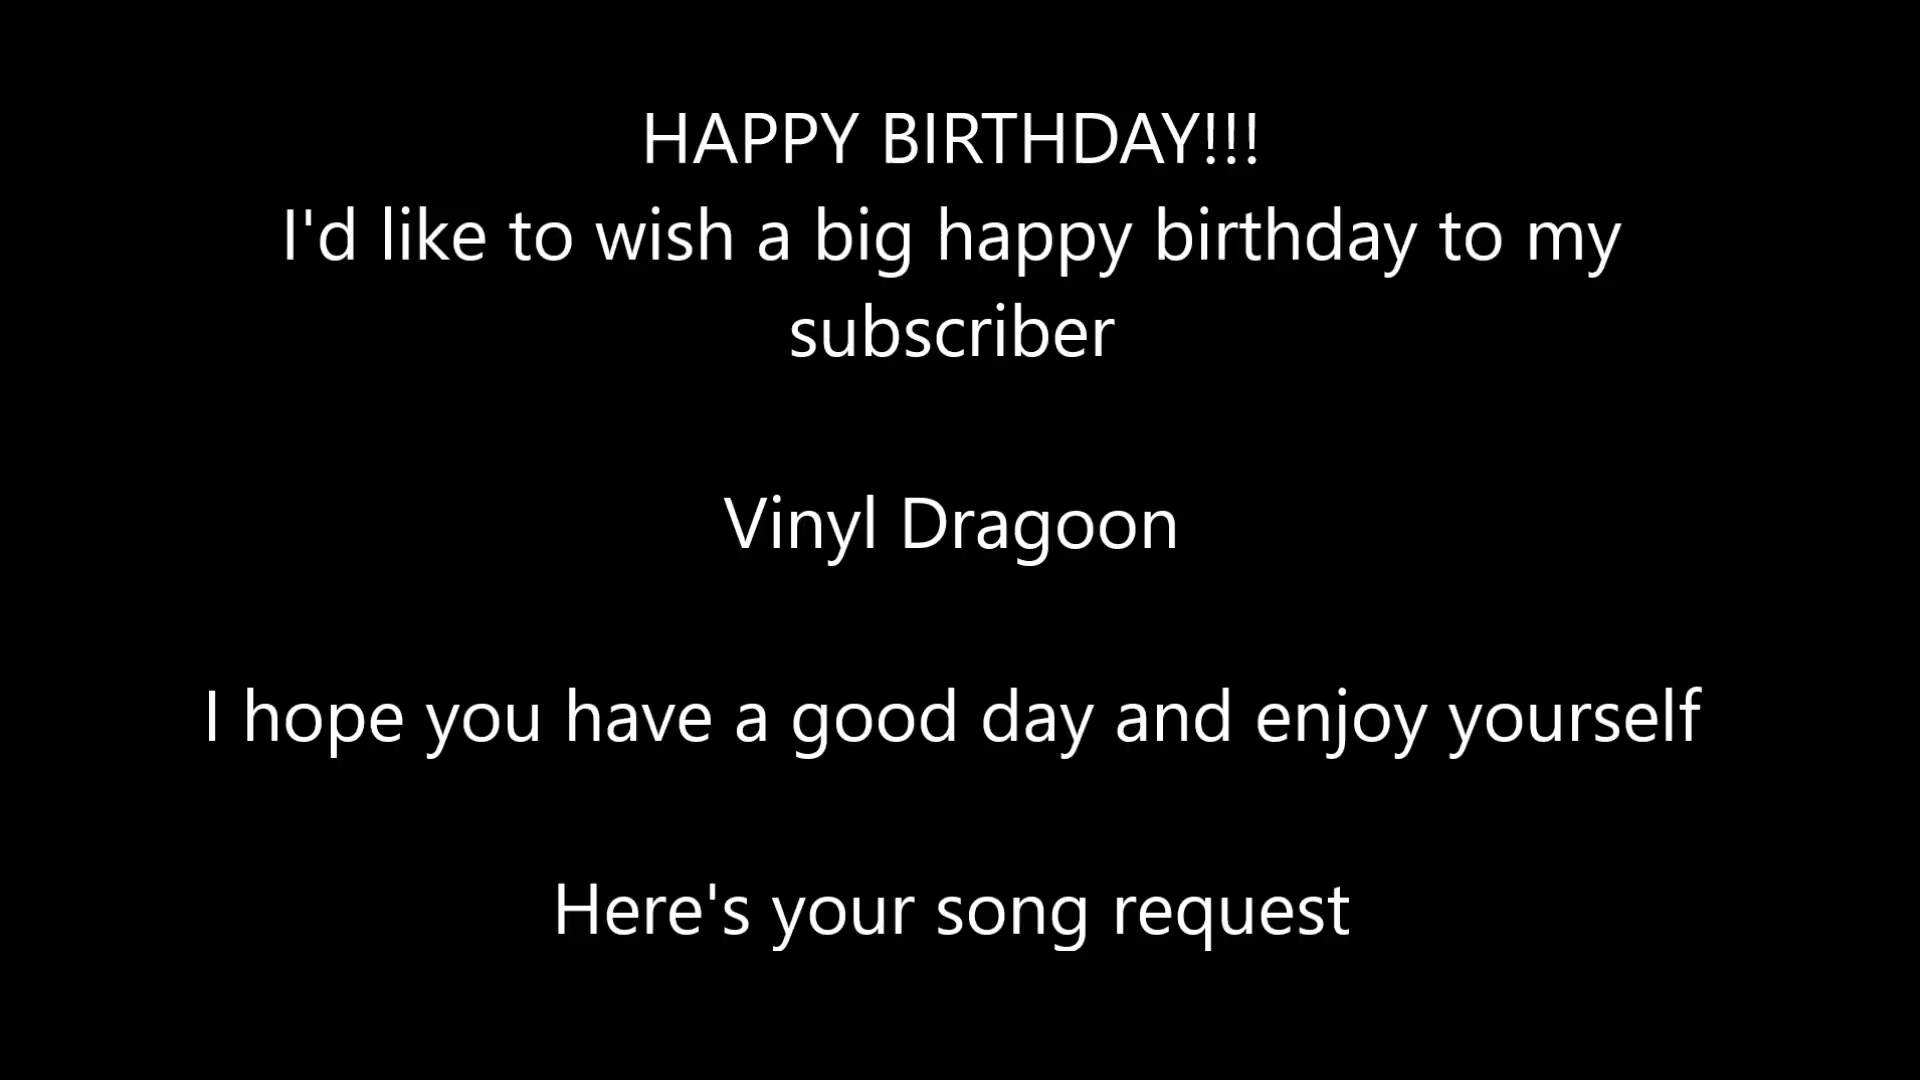 HAPPY BIRTHDAY!!!
I'd like to wish a big happy birthday to my
subscriber
Vinyl Dragoon
I hope you have a good day and enjoy yourself
Here's your song request